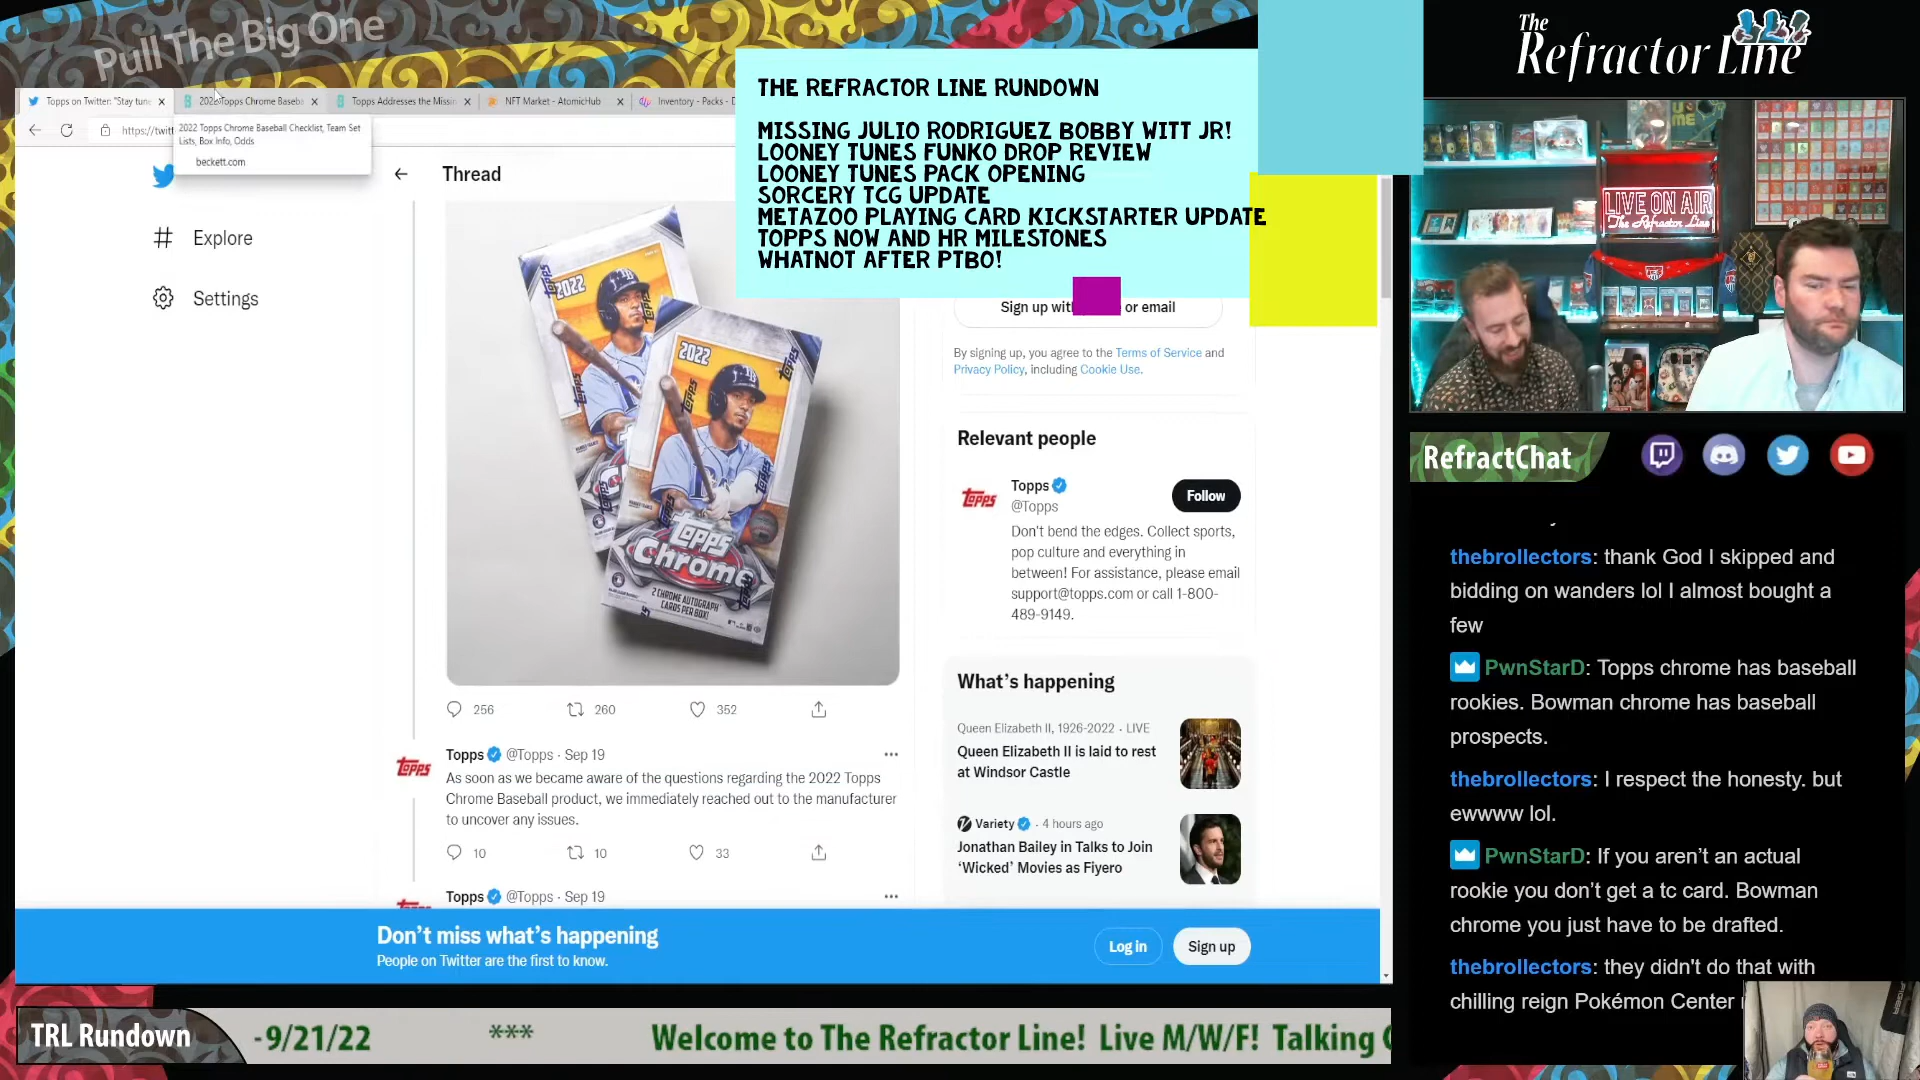 Pull The Big One
Topps on Twitter: "Stay tune
2022 Topps Chrome Baseba
Topps Addresses the Missin
NFT Market - AtomicHub
Inventory - Packs - D
https://twitt
2022 Topps Chrome Baseball Checklist, Team Set
Lists, Box Info, Odds
beckett.com
Explore
Settings
Thread
2022
2022
Topps
Chrome
2 CHROME AUTOGRAPH
CARDS PER BOX!
256
260
352
Topps @Topps · Sep 19
As soon as we became aware of the questions regarding the 2022 Topps
Chrome Baseball product, we immediately reached out to the manufacturer
to uncover any issues.
10
10
33
Topps @Topps · Sep 19
THE REFRACTOR LINE RUNDOWN
MISSING JULIO RODRIGUEZ BOBBY WITT JR!
LOONEY TUNES FUNKO DROP REVIEW
LOONEY TUNES PACK OPENING
SORCERY TCG UPDATE
METAZOO PLAYING CARD KICKSTARTER UPDATE
TOPPS NOW AND HR MILESTONES
WHATNOT AFTER PTBO!
Sign up with or email
By signing up, you agree to the Terms of Service and
Privacy Policy, including Cookie Use.
Relevant people
Topps
@Topps
Follow
Don't bend the edges. Collect sports,
pop culture and everything in
between! For assistance, please email
support@topps.com or call 1-800-
489-9149.
What's happening
Queen Elizabeth II, 1926-2022 · LIVE
Queen Elizabeth II is laid to rest
at Windsor Castle
Variety · 4 hours ago
Jonathan Bailey in Talks to Join
'Wicked' Movies as Fiyero
Don't miss what's happening
People on Twitter are the first to know.
Log in
Sign up
The
Refractor Line
LIVE ON AIR
The Refractor Line
RefractChat
thebrollectors: thank God I skipped and
bidding on wanders lol I almost bought a
few
PwnStarD: Topps chrome has baseball
rookies. Bowman chrome has baseball
prospects.
thebrollectors: I respect the honesty. but
ewwww lol.
PwnStarD: If you aren't an actual
rookie you don't get a tc card. Bowman
chrome you just have to be drafted.
thebrollectors: they didn't do that with
chilling reign Pokémon Center
TRL Rundown
-9/21/22 *** Welcome to The Refractor Line! Live M/W/F! Talking